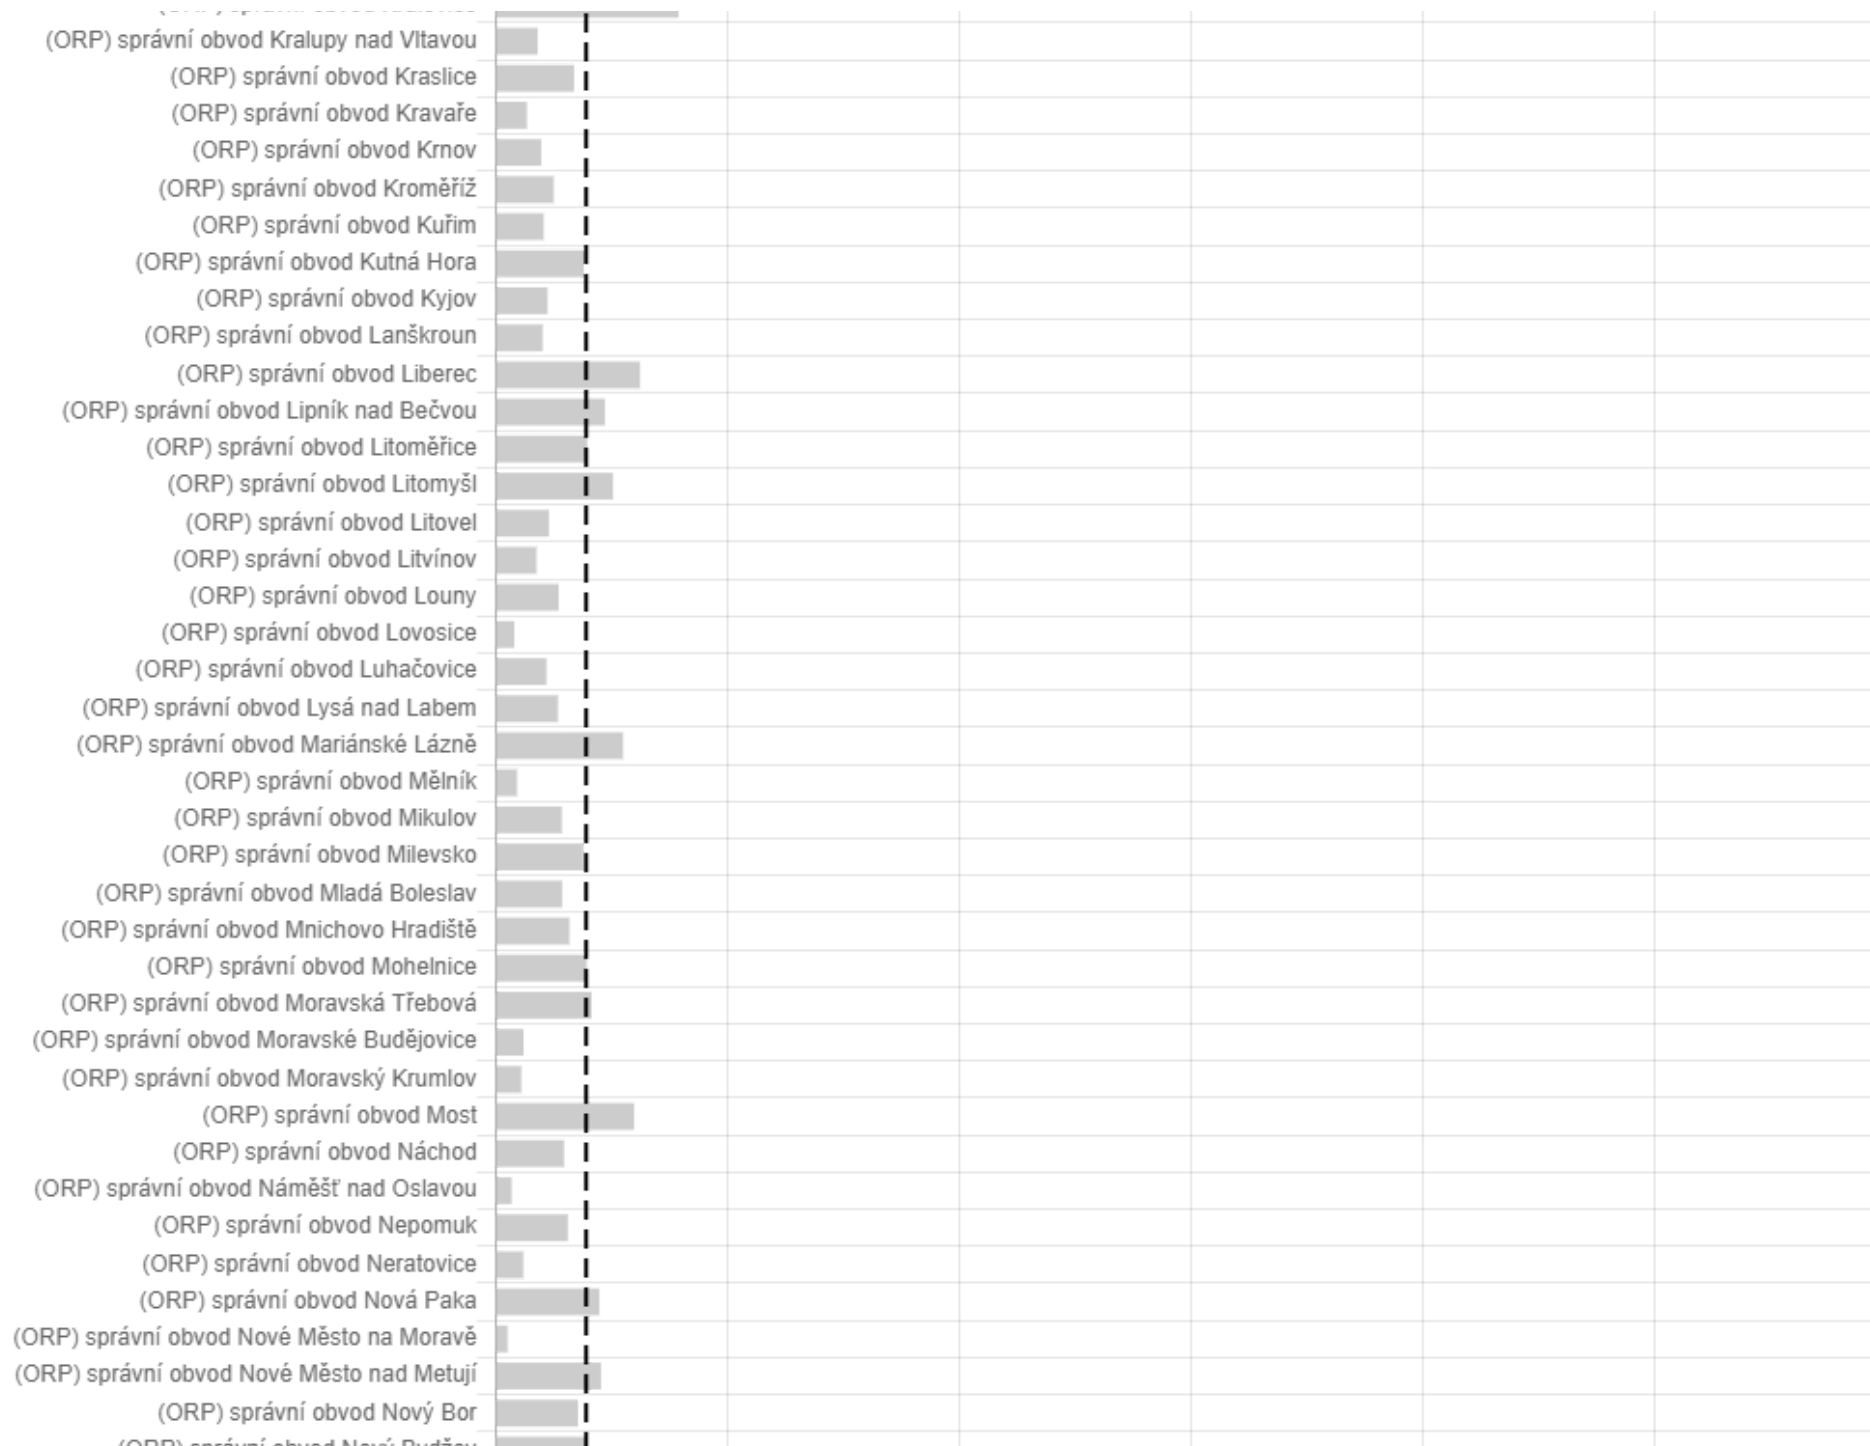 (ORP) správní obvod Kralovice
(ORP) správní obvod Kralupy nad Vltavou
(ORP) správní obvod Kraslice
(ORP) správní obvod Kravaře
(ORP) správní obvod Krnov
(ORP) správní obvod Kroměříž
(ORP) správní obvod Kuřim
(ORP) správní obvod Kutná Hora
(ORP) správní obvod Kyjov
(ORP) správní obvod Lanškroun
(ORP) správní obvod Liberec
(ORP) správní obvod Lipník nad Bečvou
(ORP) správní obvod Litoměřice
(ORP) správní obvod Litomyšl
(ORP) správní obvod Litovel
(ORP) správní obvod Litvínov
(ORP) správní obvod Louny
(ORP) správní obvod Lovosice
(ORP) správní obvod Luhačovice
(ORP) správní obvod Lysá nad Labem
(ORP) správní obvod Mariánské Lázně
(ORP) správní obvod Mělník
(ORP) správní obvod Mikulov
(ORP) správní obvod Milevsko
(ORP) správní obvod Mladá Boleslav
(ORP) správní obvod Mnichovo Hradiště
(ORP) správní obvod Mohelnice
(ORP) správní obvod Moravská Třebová
(ORP) správní obvod Moravské Budějovice
(ORP) správní obvod Moravský Krumlov
(ORP) správní obvod Most
(ORP) správní obvod Náchod
(ORP) správní obvod Náměšť nad Oslavou
(ORP) správní obvod Nepomuk
(ORP) správní obvod Neratovice
(ORP) správní obvod Nová Paka
(ORP) správní obvod Nové Město na Moravě
(ORP) správní obvod Nové Město nad Metují
(ORP) správní obvod Nový Bor
(ORP) správní obvod Nový Bydžov